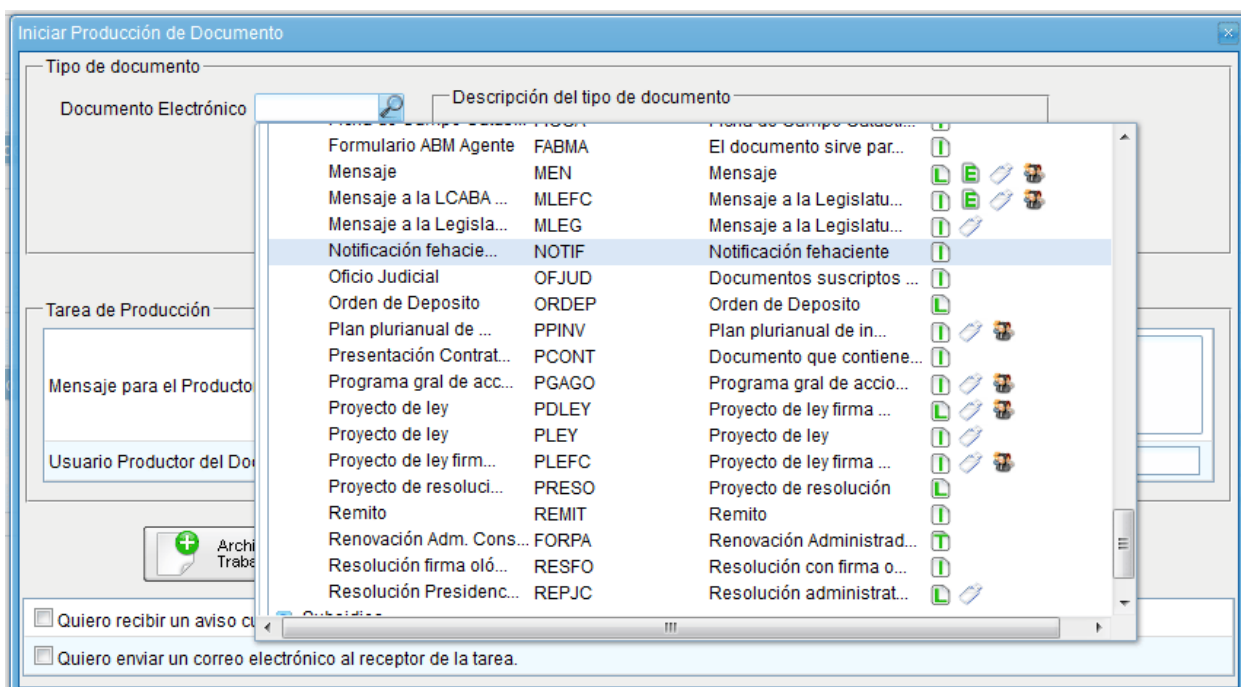 Iniciar Producción de Documento
Tipo de documento
Documento Electrónico
Descripción del tipo de documento
Formulario ABM Agente FABMA El documento sirve par... I
Mensaje MEN Mensaje L E
Mensaje a la LCABA ... MLEFC Mensaje a la Legislatu... I E
Mensaje a la Legisla... MLEG Mensaje a la Legislatu... I
Notificación fehacie... NOTIF Notificación fehaciente I
Oficio Judicial OFJUD Documentos suscriptos ... I
Orden de Deposito ORDEP Orden de Deposito L
Tarea de Producción
Plan plurianual de ... PPINV Plan plurianual de in... I
Presentación Contrat... PCONT Documento que contiene... I
Mensaje para el Producto
Programa gral de acc... PGAGO Programa gral de accio... I
Proyecto de ley PDLEY Proyecto de ley firma ... L
Proyecto de ley PLEY Proyecto de ley I
Usuario Productor del Do
Proyecto de ley firm... PLEFC Proyecto de ley firma ... I
Proyecto de resoluci... PRESO Proyecto de resolución L
Remito REMIT Remito I
Renovación Adm. Cons... FORPA Renovación Administrad... T
Archi
Traba
Resolución firma oló... RESFO Resolución con firma o... I
Resolución Presidenc... REPJC Resolución administrat... L
Quiero recibir un aviso c
Quiero enviar un correo electrónico al receptor de la tarea.